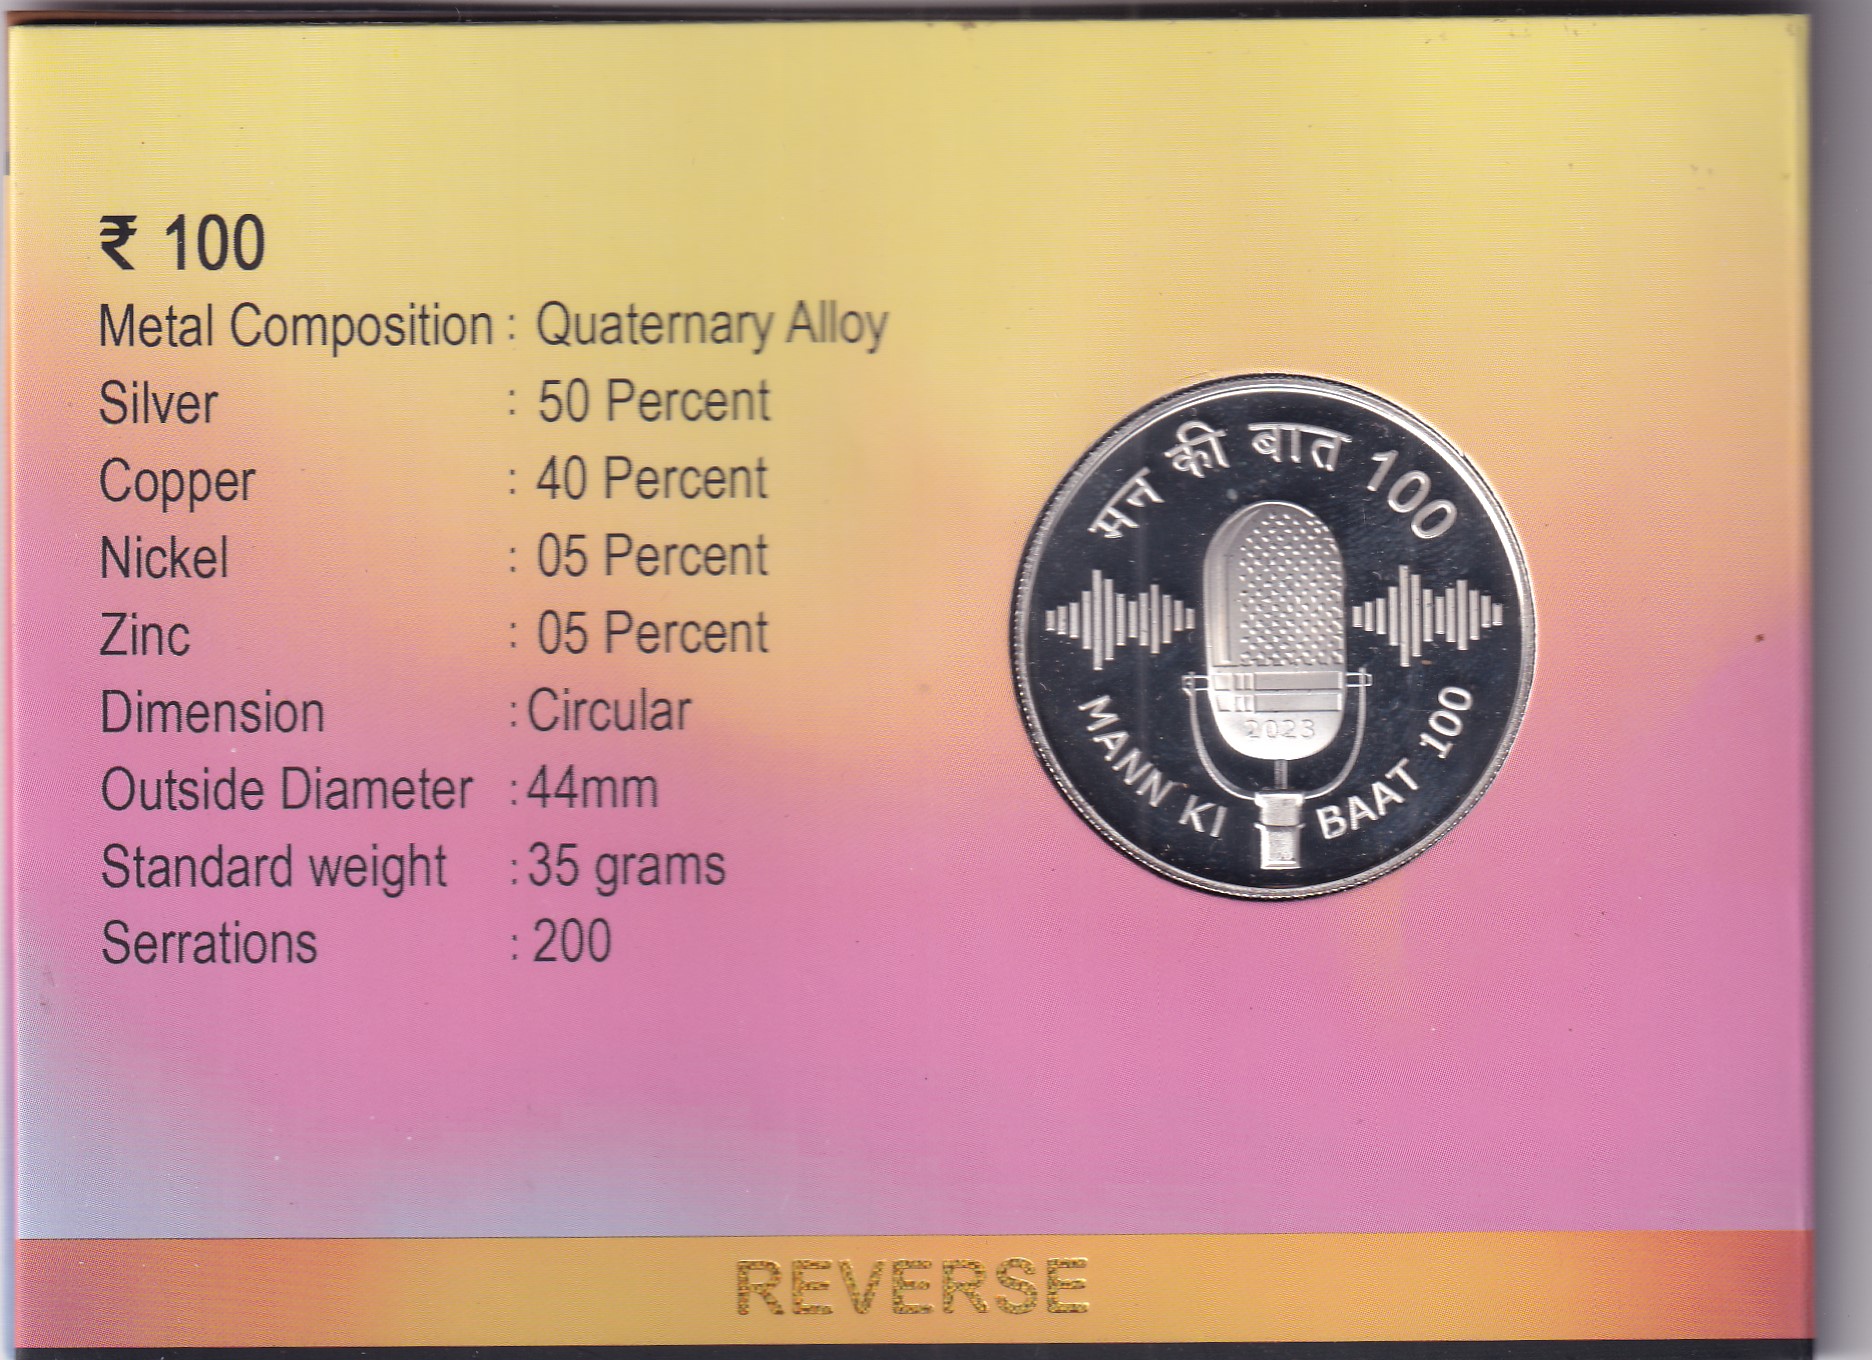 ₹ 100
Metal Composition : Quaternary Alloy
Silver : 50 Percent
Copper : 40 Percent
Nickel : 05 Percent
Zinc : 05 Percent
Dimension : Circular
Outside Diameter : 44mm
Standard weight : 35 grams
Serrations : 200
मन की बात 100
2023
MANN KI BAAT 100
REVERSE